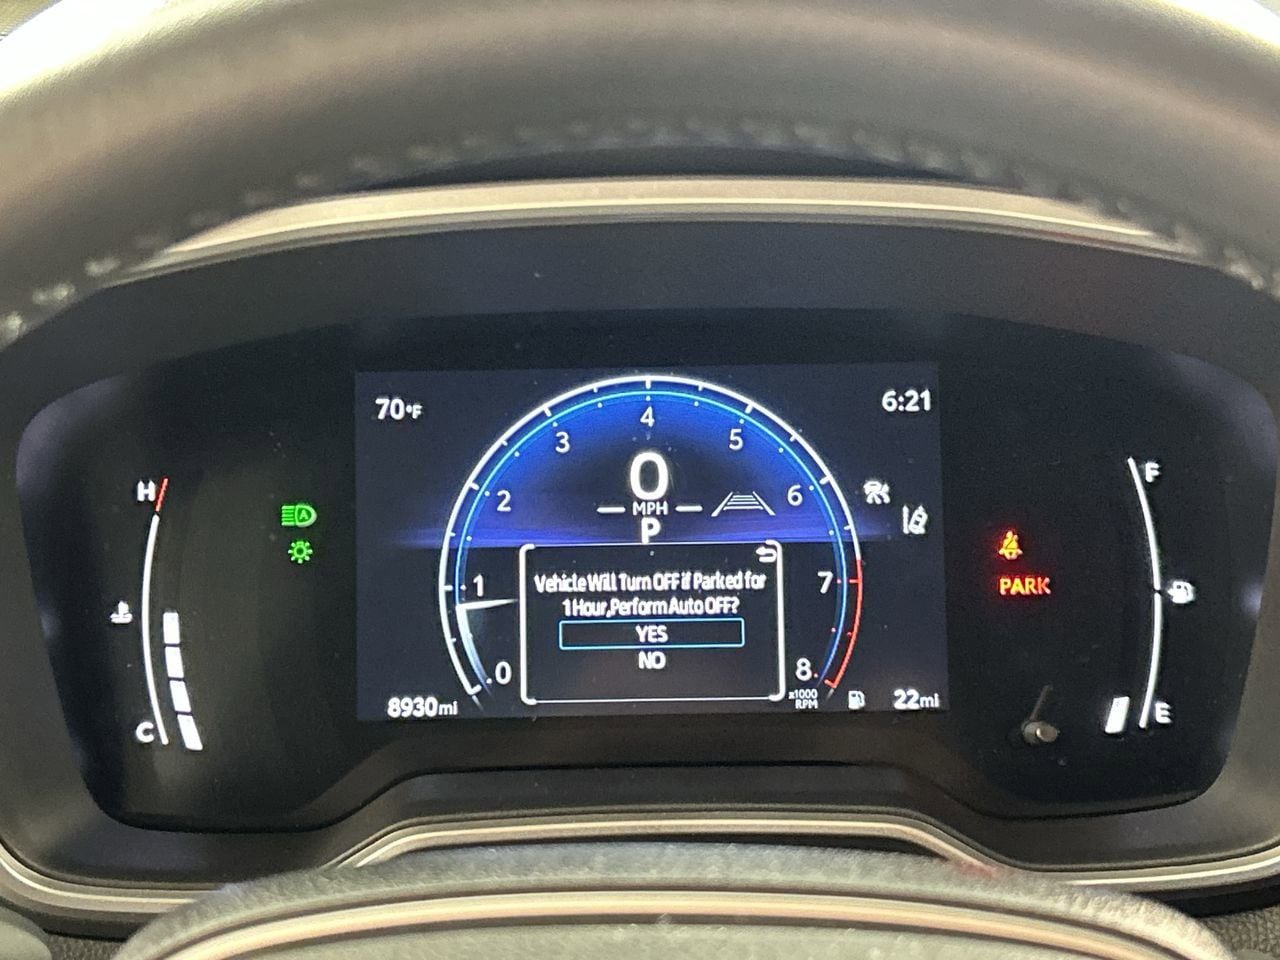 70°F
6:21
4
3
5
2
0
6
MPH
P
H
F
A
1
Vehicle Will Turn OFF if Parked for
1 Hour,Perform Auto OFF?
7
PARK
YES
NO
0
8
x1000
RPM
8930mi
22mi
C
E